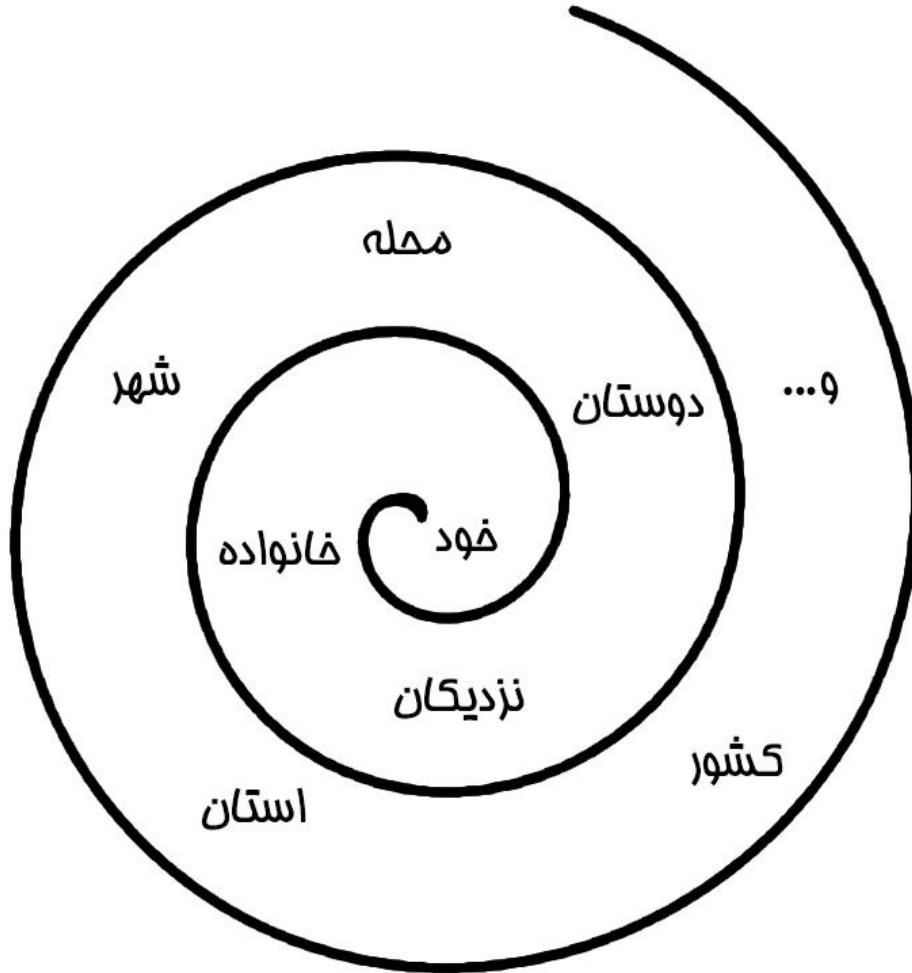 خود
خانواده
نزدیکان
دوستان
محله
شهر
استان
کشور
و...